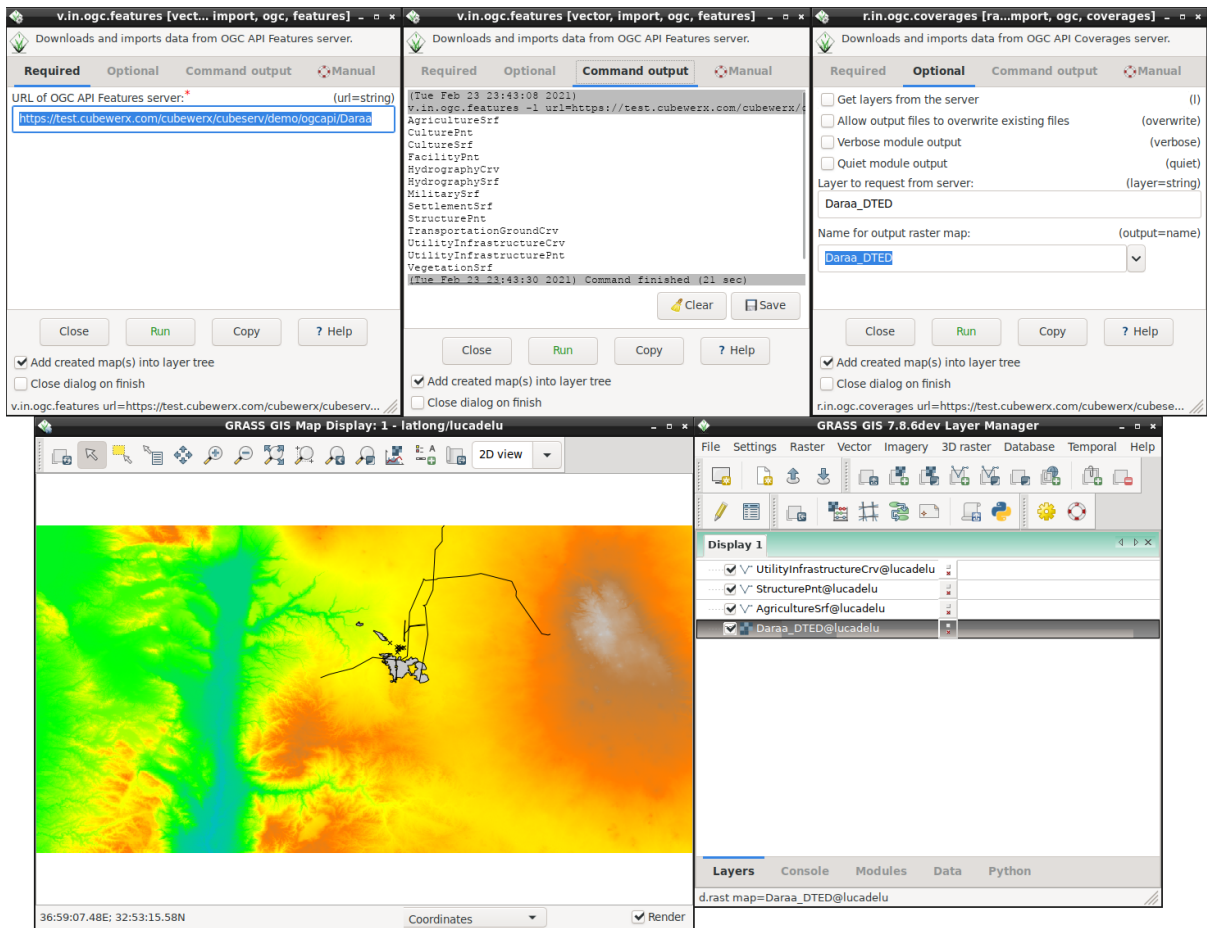 v.in.ogc.features [vect... import, ogc, features]
Downloads and imports data from OGC API Features server.
Required Optional Command output Manual
URL of OGC API Features server:* (url=string)
https://test.cubewerx.com/cubewerx/cubeserv/demo/ogcapi/Daraa
Close Run Copy ? Help
Add created map(s) into layer tree
Close dialog on finish
v.in.ogc.features url=https://test.cubewerx.com/cubewerx/cubeserv...
v.in.ogc.features [vector, import, ogc, features]
Downloads and imports data from OGC API Features server.
Required Optional Command output Manual
(Tue Feb 23 23:43:08 2021)
v.in.ogc.features -l url=https://test.cubewerx.com/cubewerx/c
AgricultureSrf
CulturePnt
CultureSrf
FacilityPnt
HydrographyCrv
HydrographySrf
MilitarySrf
SettlementSrf
StructurePnt
TransportationGroundCrv
UtilityInfrastructureCrv
UtilityInfrastructurePnt
VegetationSrf
(Tue Feb 23 23:43:30 2021) Command finished (21 sec)
Clear Save
Close Run Copy ? Help
Add created map(s) into layer tree
Close dialog on finish
r.in.ogc.coverages [ra...mport, ogc, coverages]
Downloads and imports data from OGC API Coverages server.
Required Optional Command output Manual
Get layers from the server (l)
Allow output files to overwrite existing files (overwrite)
Verbose module output (verbose)
Quiet module output (quiet)
Layer to request from server: (layer=string)
Daraa_DTED
Name for output raster map: (output=name)
Daraa_DTED
Close Run Copy ? Help
Add created map(s) into layer tree
Close dialog on finish
r.in.ogc.coverages url=https://test.cubewerx.com/cubewerx/cubese...
GRASS GIS Map Display: 1 - latlong/lucadelu
2D view
36:59:07.48E; 32:53:15.58N Coordinates Render
GRASS GIS 7.8.6dev Layer Manager
File Settings Raster Vector Imagery 3D raster Database Temporal Help
Display 1
UtilityInfrastructureCrv@lucadelu
StructurePnt@lucadelu
AgricultureSrf@lucadelu
Daraa_DTED@lucadelu
Layers Console Modules Data Python
d.rast map=Daraa_DTED@lucadelu